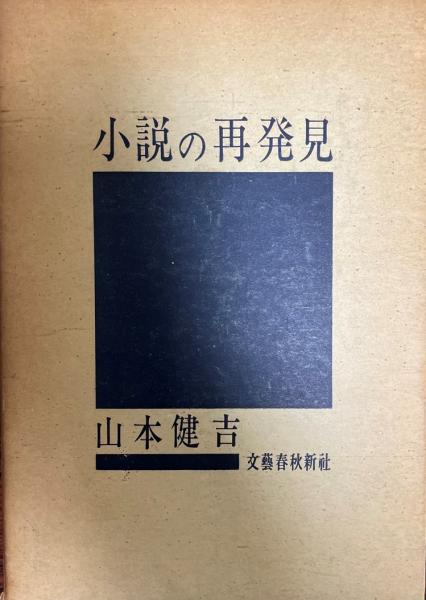 小説の再発見
山本健吉
文藝春秋新社